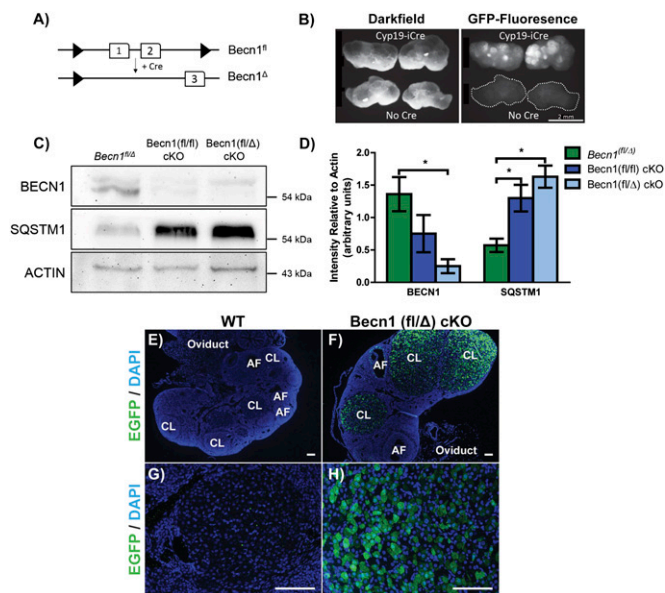 A)
1 2 Becn1fl
+ Cre
3 Becn1Δ
B) Darkfield GFP-Fluoresence
Cyp19-iCre Cyp19-iCre
No Cre No Cre
2 mm
C)
Becn1fl/Δ Becn1(fl/fl) cKO Becn1(fl/Δ) cKO
BECN1
54 kDa
SQSTM1
54 kDa
ACTIN
43 kDa
D)
Becn1(fl/Δ)
Becn1(fl/fl) cKO
Becn1(fl/Δ) cKO
Intensity Relative to Actin
(arbitrary units)
2.0
1.5
1.0
0.5
0.0
* * *
BECN1 SQSTM1
WT Becn1 (fl/Δ) cKO
EGFP / DAPI
E)
Oviduct
AF CL
AF
CL AF
CL
CL
F)
AF CL CL
CL
AF Oviduct
EGFP / DAPI
G) H)